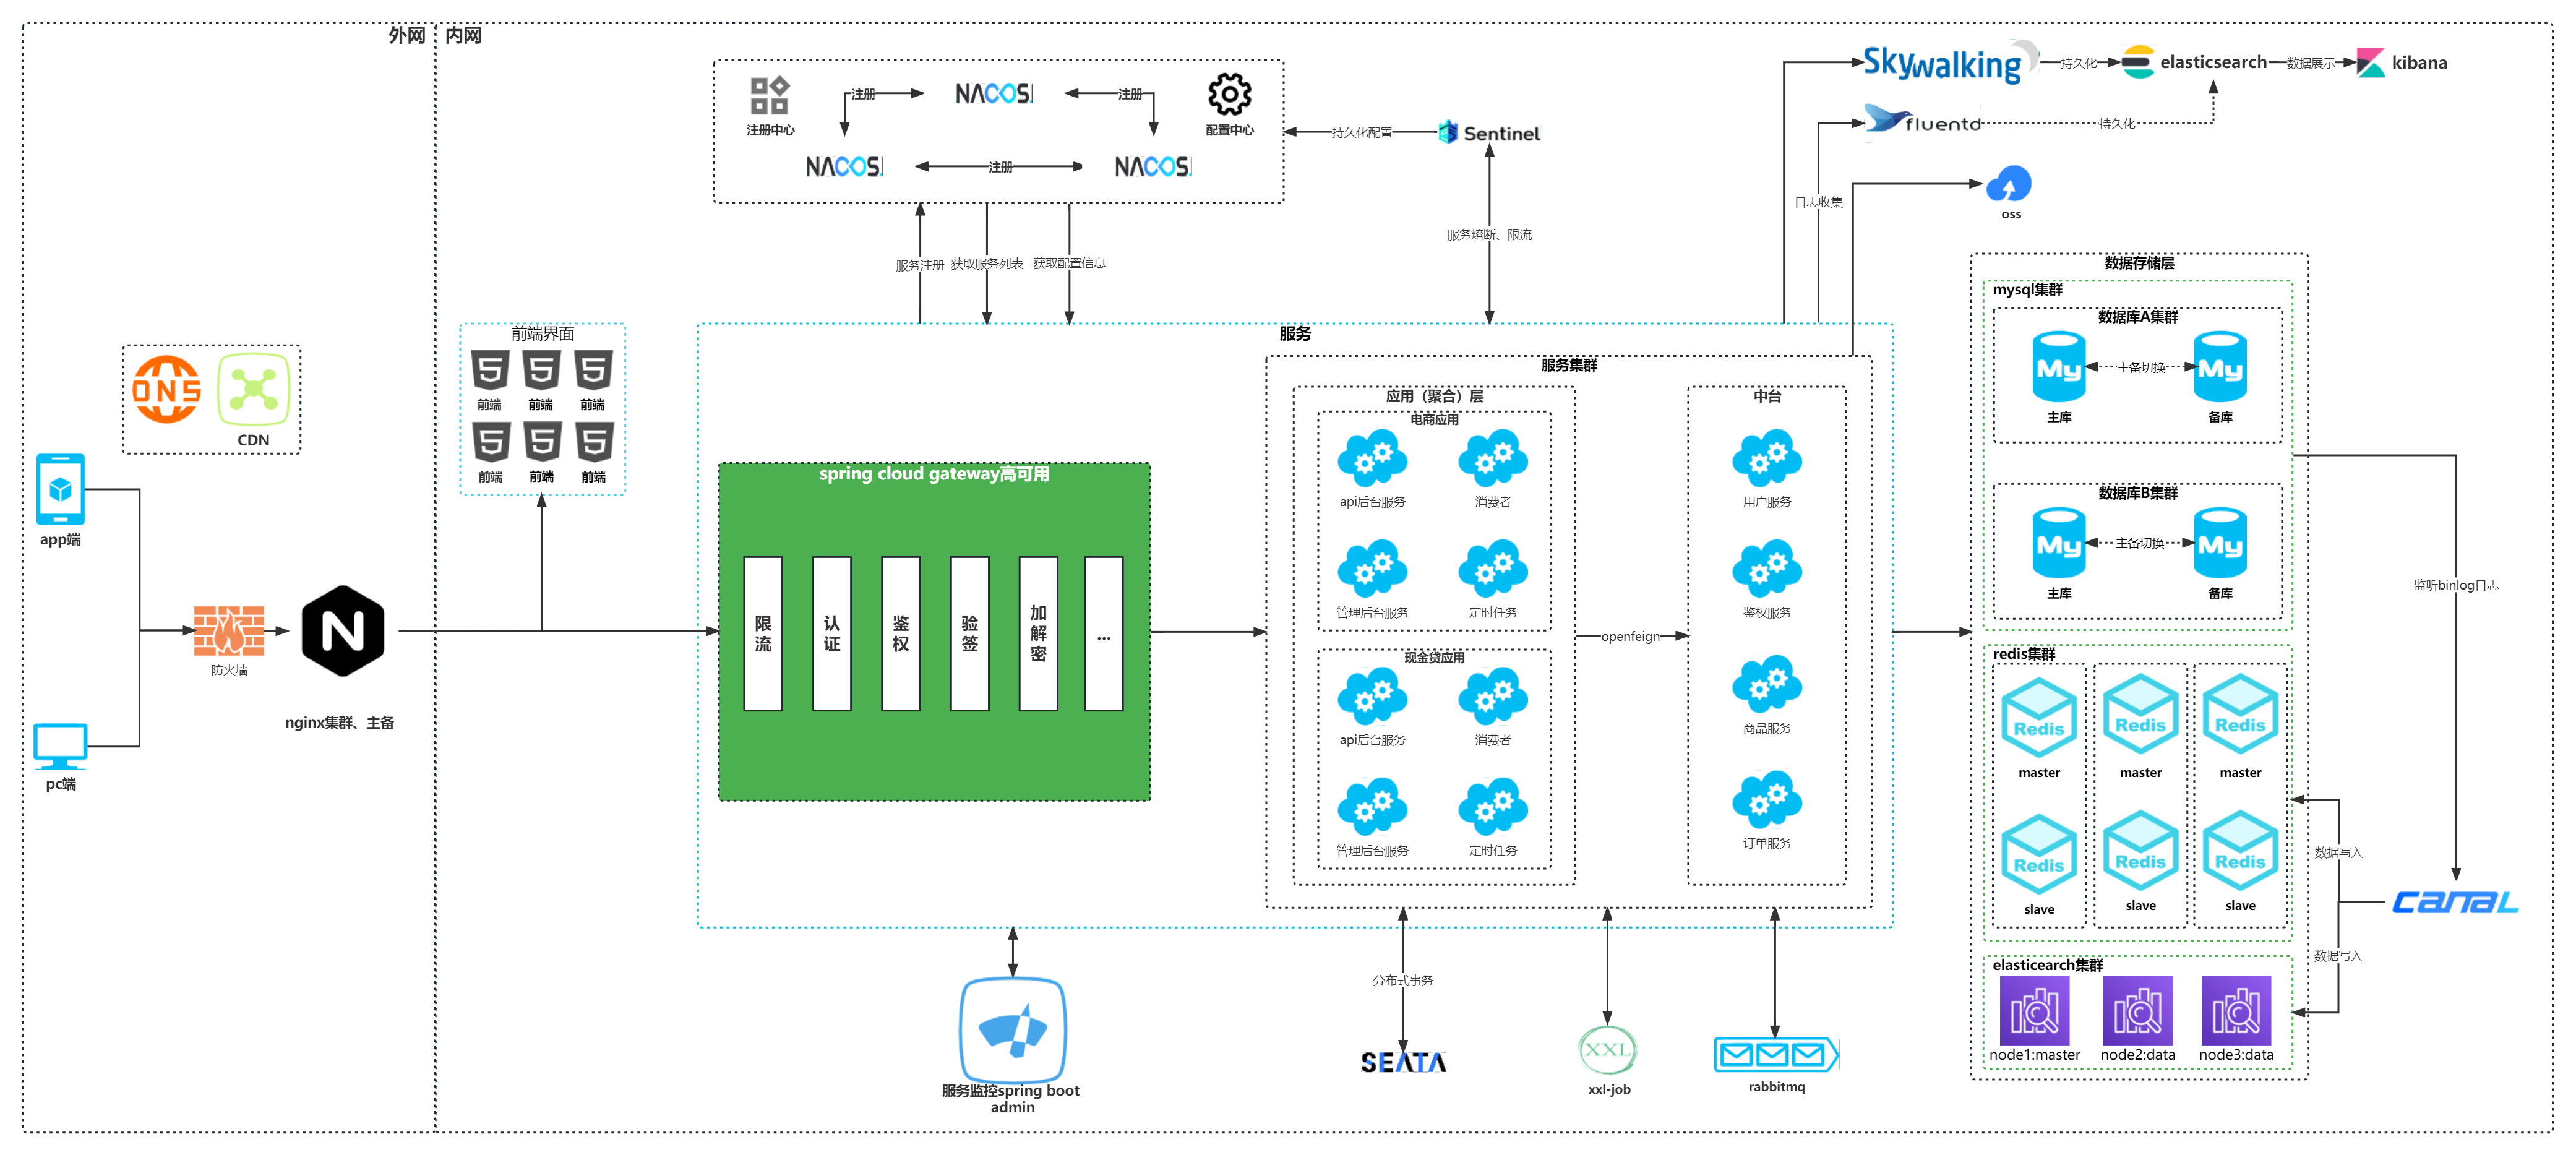 外网
内网
DNS
CDN
app端
pc端
防火墙
nginx集群、主备
前端界面
前端
前端
前端
前端
前端
前端
注册中心
注册
NACOS
注册
配置中心
NACOS
注册
NACOS
持久化配置
Sentinel
服务注册
获取服务列表
获取配置信息
服务熔断、限流
日志收集
Skywalking
持久化
elasticsearch
数据展示
kibana
fluentd
持久化
oss
服务
spring cloud gateway高可用
限流
认证
鉴权
验签
加解密
...
服务集群
应用（聚合）层
电商应用
api后台服务
消费者
管理后台服务
定时任务
现金贷应用
api后台服务
消费者
管理后台服务
定时任务
openfeign
中台
用户服务
鉴权服务
商品服务
订单服务
服务监控spring boot
admin
分布式事务
SEATA
XXL
xxl-job
rabbitmq
数据存储层
mysql集群
数据库A集群
My
主备切换
My
主库
备库
数据库B集群
My
主备切换
My
主库
备库
redis集群
Redis
Redis
Redis
master
master
master
Redis
Redis
Redis
slave
slave
slave
elasticearch集群
node1:master
node2:data
node3:data
监听binlog日志
数据写入
CANAL
数据写入